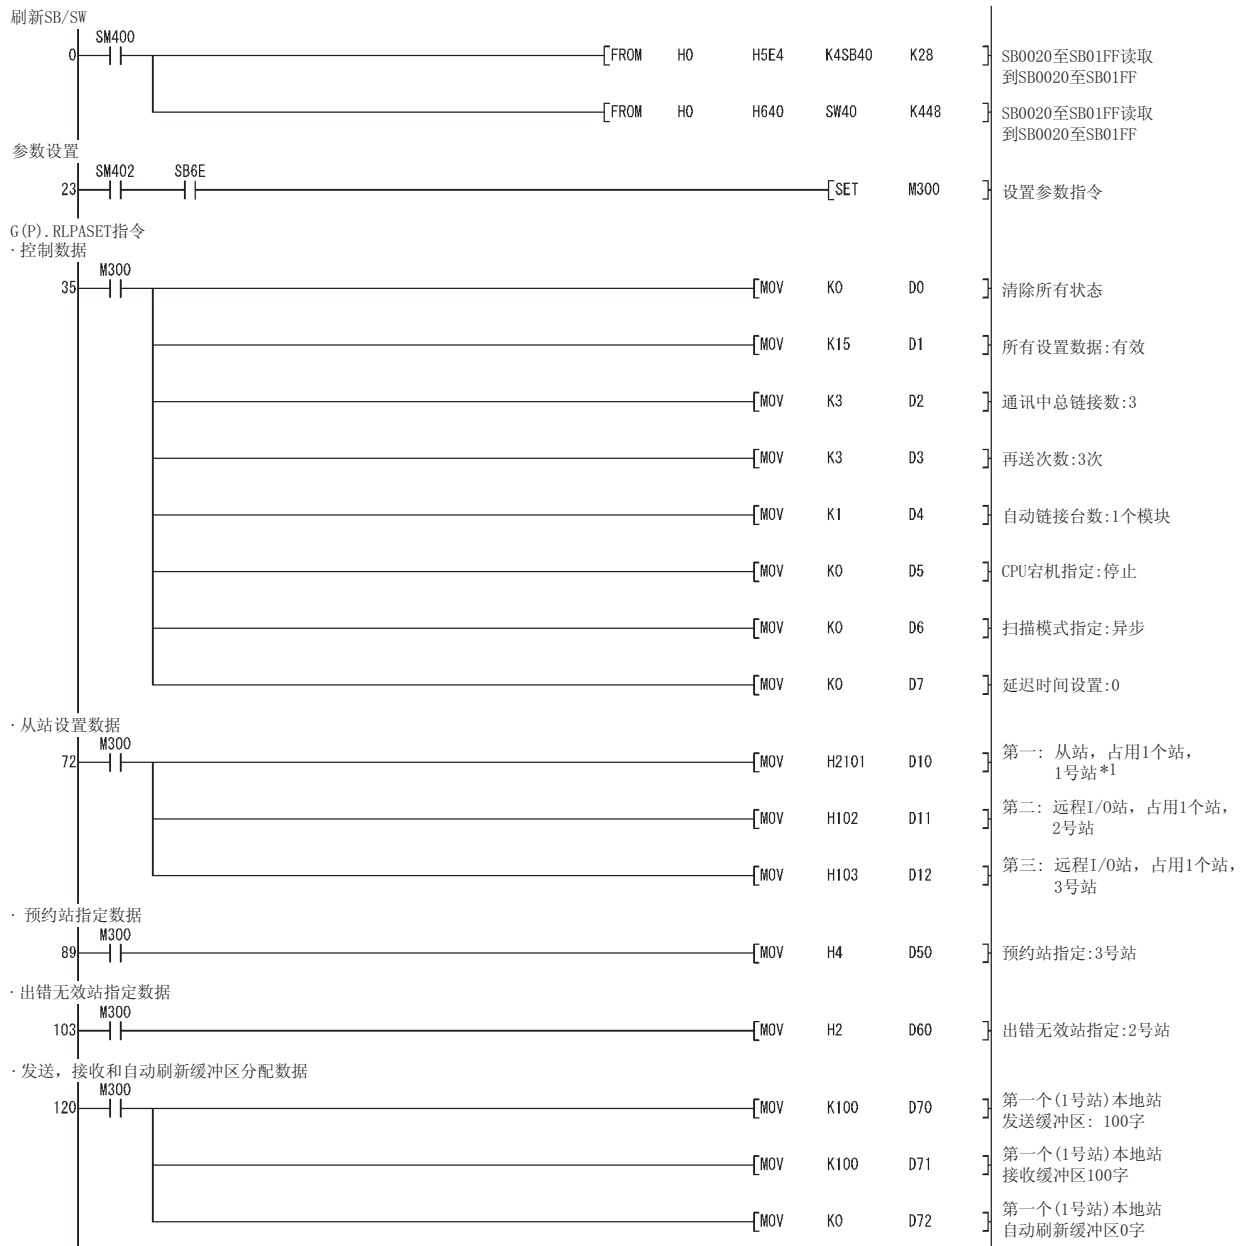 刷新SB/SW
SM400
0 [FROM H0 H5E4 K4SB40 K28 ] SB0020至SB01FF读取
到SB0020至SB01FF
[FROM H0 H640 SW40 K448 ] SB0020至SB01FF读取
到SB0020至SB01FF
参数设置
SM402 SB6E
23 [SET M300 ] 设置参数指令
G(P).RLPASET指令
·控制数据
M300
35 [MOV K0 D0 ] 清除所有状态
[MOV K15 D1 ] 所有设置数据:有效
[MOV K3 D2 ] 通讯中总链接数:3
[MOV K3 D3 ] 再送次数:3次
[MOV K1 D4 ] 自动链接台数:1个模块
[MOV K0 D5 ] CPU宕机指定:停止
[MOV K0 D6 ] 扫描模式指定:异步
[MOV K0 D7 ] 延迟时间设置:0
·从站设置数据
M300
72 [MOV H2101 D10 ] 第一: 从站，占用1个站，
1号站*1
[MOV H102 D11 ] 第二: 远程I/O站，占用1个站，
2号站
[MOV H103 D12 ] 第三: 远程I/O站，占用1个站，
3号站
· 预约站指定数据
M300
89 [MOV H4 D50 ] 预约站指定:3号站
·出错无效站指定数据
M300
103 [MOV H2 D60 ] 出错无效站指定:2号站
·发送，接收和自动刷新缓冲区分配数据
M300
120 [MOV K100 D70 ] 第一个(1号站)本地站
发送缓冲区: 100字
[MOV K100 D71 ] 第一个(1号站)本地站
接收缓冲区100字
[MOV K0 D72 ] 第一个(1号站)本地站
自动刷新缓冲区0字